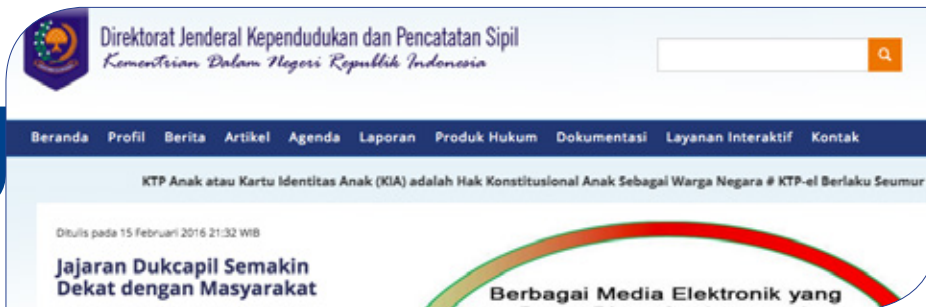 Direktorat Jenderal Kependudukan dan Pencatatan Sipil
Kementrian Dalam Negeri Republik Indonesia
Beranda Profil Berita Artikel Agenda Laporan Produk Hukum Dokumentasi Layanan Interaktif Kontak
KTP Anak atau Kartu Identitas Anak (KIA) adalah Hak Konstitusional Anak Sebagai Warga Negara # KTP-el Berlaku Seumur
Ditulis pada 15 Februari 2016 21:32 WIB
Jajaran Dukcapil Semakin
Dekat dengan Masyarakat
Berbagai Media Elektronik yang